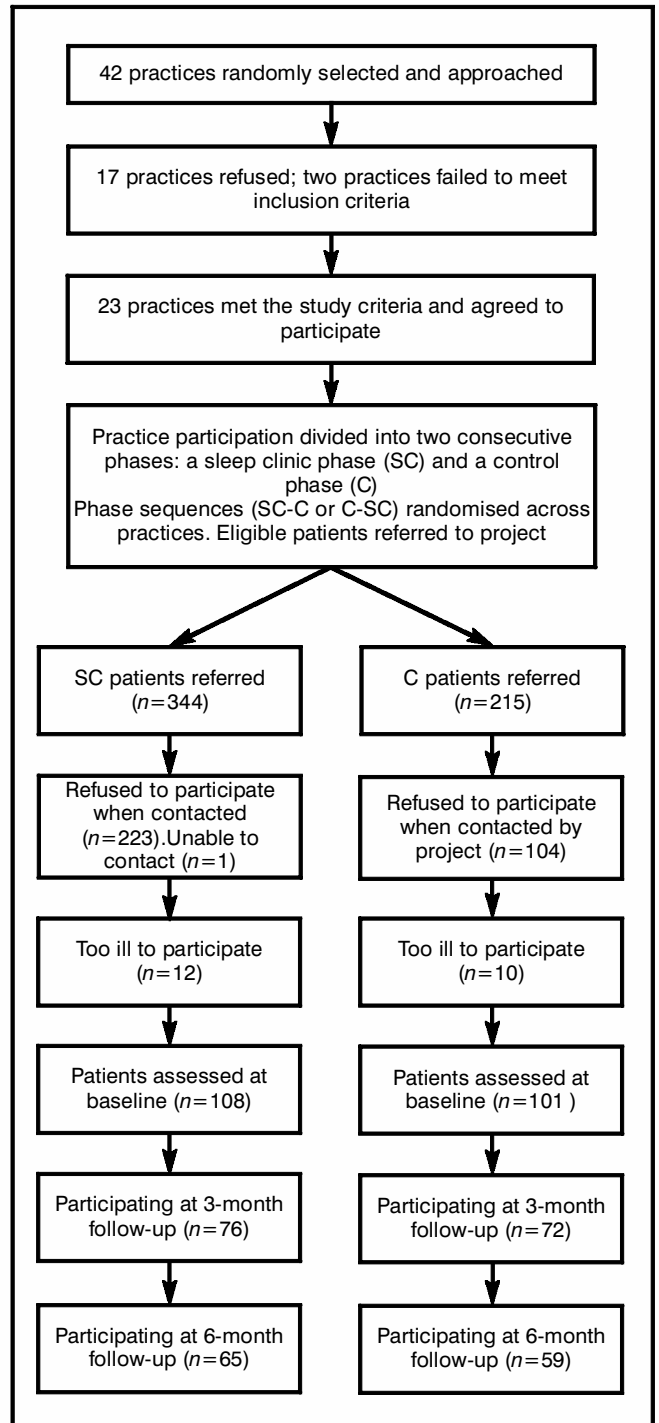 42 practices randomly selected and approached
17 practices refused; two practices failed to meet
inclusion criteria
23 practices met the study criteria and agreed to
participate
Practice participation divided into two consecutive
phases: a sleep clinic phase (SC) and a control
phase (C)
Phase sequences (SC-C or C-SC) randomised across
practices. Eligible patients referred to project
SC patients referred
(n=344)
Refused to participate
when contacted
(n=223).Unable to
contact (n=1)
Too ill to participate
(n=12)
Patients assessed at
baseline (n=108)
Participating at 3-month
follow-up (n=76)
Participating at 6-month
follow-up (n=65)
C patients referred
(n=215)
Refused to participate
when contacted by
project (n=104)
Too ill to participate
(n=10)
Patients assessed at
baseline (n=101 )
Participating at 3-month
follow-up (n=72)
Participating at 6-month
follow-up (n=59)